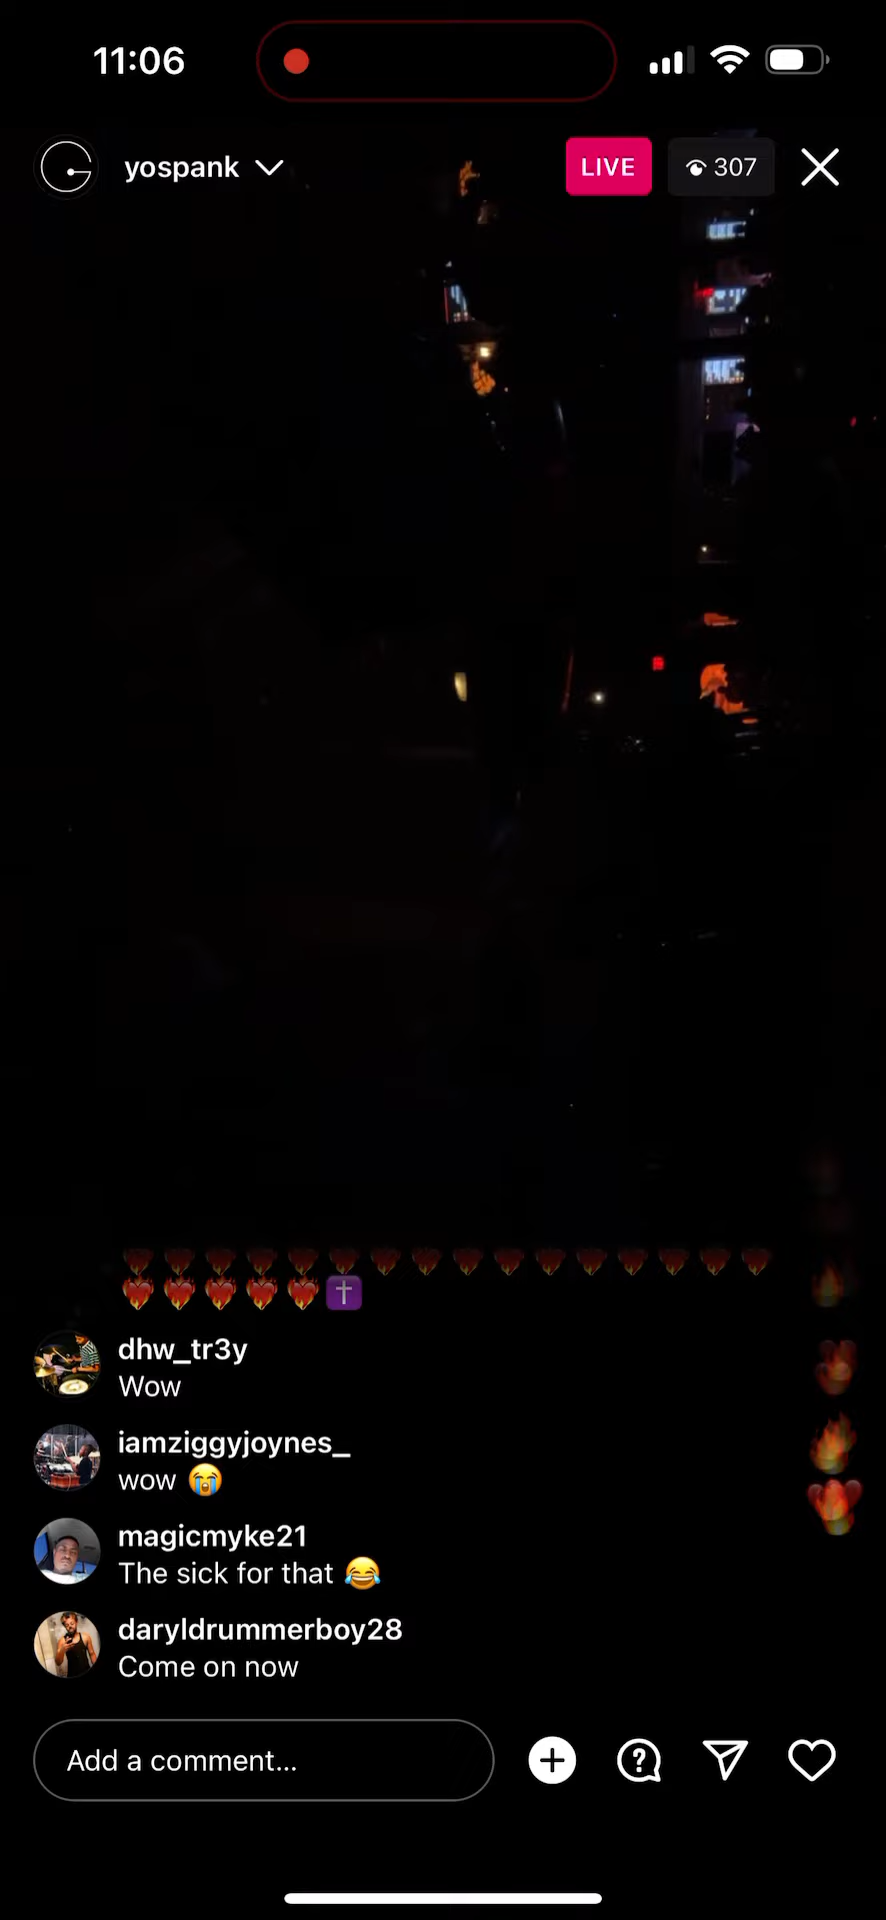 11:06
yospank
LIVE
307
dhw_tr3y
Wow
iamziggyjoynes_
wow 😭
magicmyke21
The sick for that 😂
daryldrummerboy28
Come on now
Add a comment...